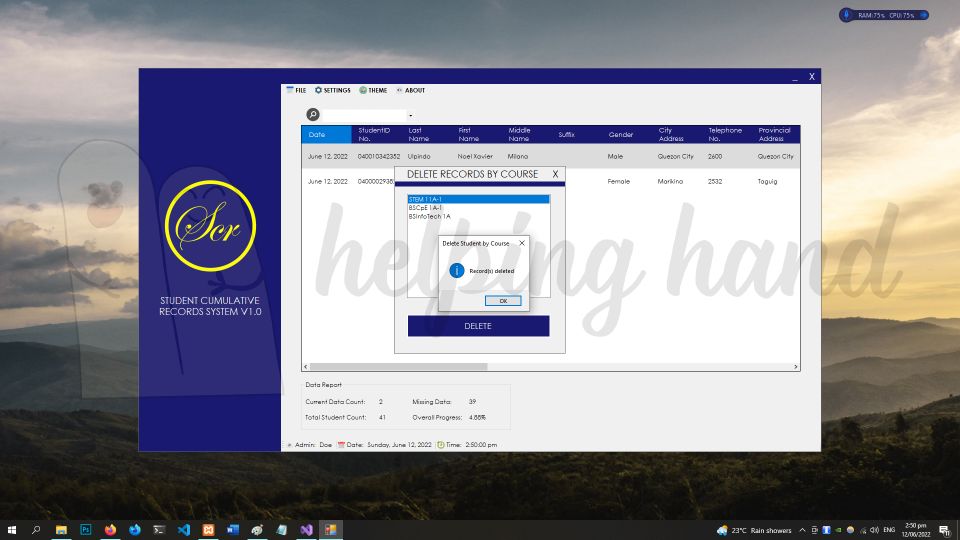 RAM:75% CPU:75%
_ X
FILE SETTINGS THEME ABOUT
Date StudentID No. Last Name First Name Middle Name Suffix Gender City Address Telephone No. Provincial Address
June 12, 2022 040010342352 Ulpindo Noel Xavier Milana Male Quezon City 2600 Quezon City
June 12, 2022 Female Marikina 2532 Taguig
DELETE RECORDS BY COURSE X
STEM 11A-1
BSCpE 1A-1
BSInfoTech 1A
Delete Student by Course
Record(s) deleted
OK
DELETE
helping hand
Scr
STUDENT CUMULATIVE
RECORDS SYSTEM V1.0
Data Report
Current Data Count: 2 Missing Data: 39
Total Student Count: 41 Overall Progress: 4.88%
Admin: Doe Date: Sunday, June 12, 2022 Time: 2:50:00 pm
23°C Rain showers ENG 2:50 pm
12/06/2022